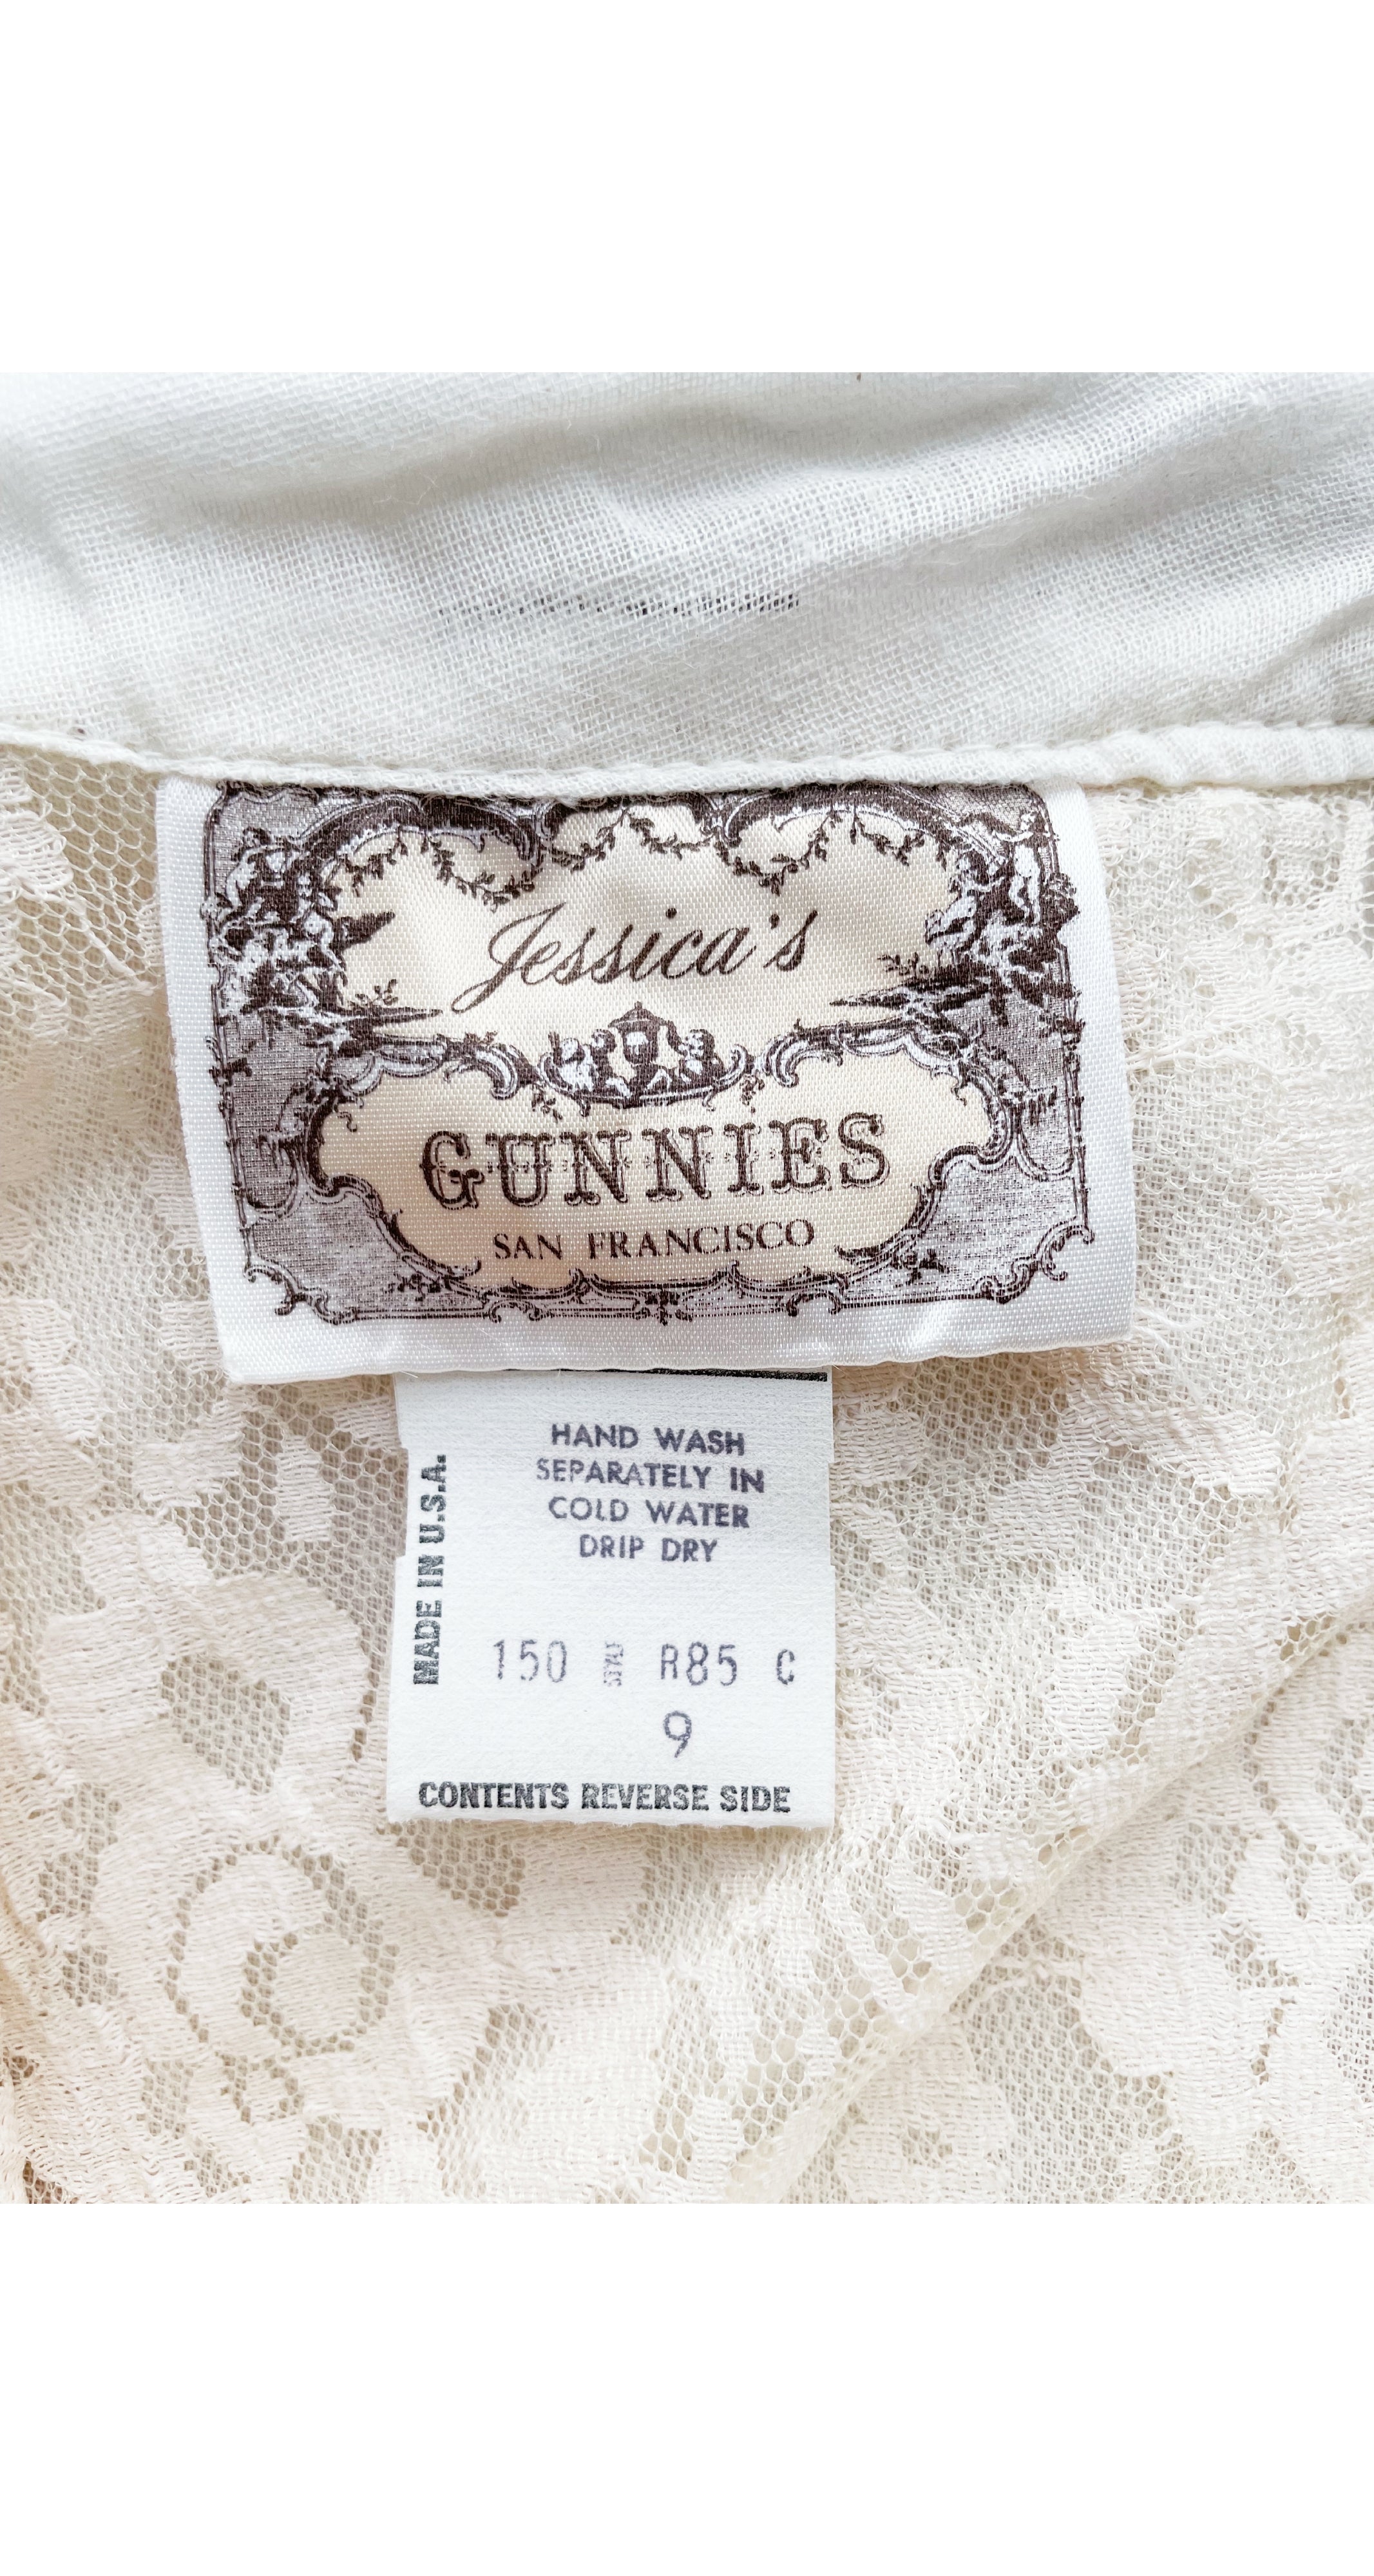 Jessica's
GUNNIES
SAN FRANCISCO
HAND WASH
SEPARATELY IN
COLD WATER
DRIP DRY
MADE IN U.S.A.
150 R85 C
9
CONTENTS REVERSE SIDE